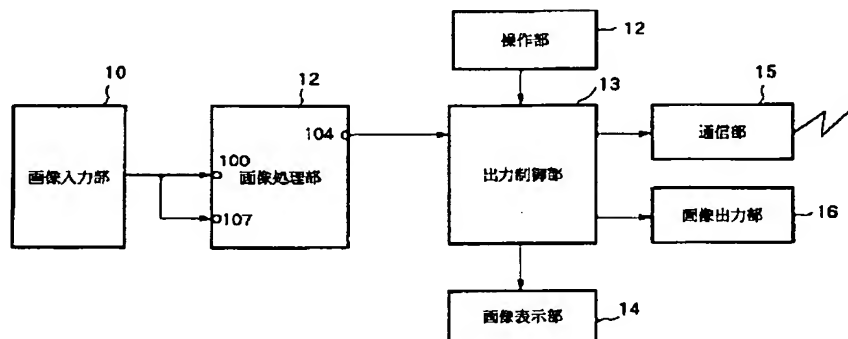 操作部
12
10
12
13
15
104
通信部
100
画像入力部
画像処理部
出力制御部
107
画像出力部
16
画像表示部
14